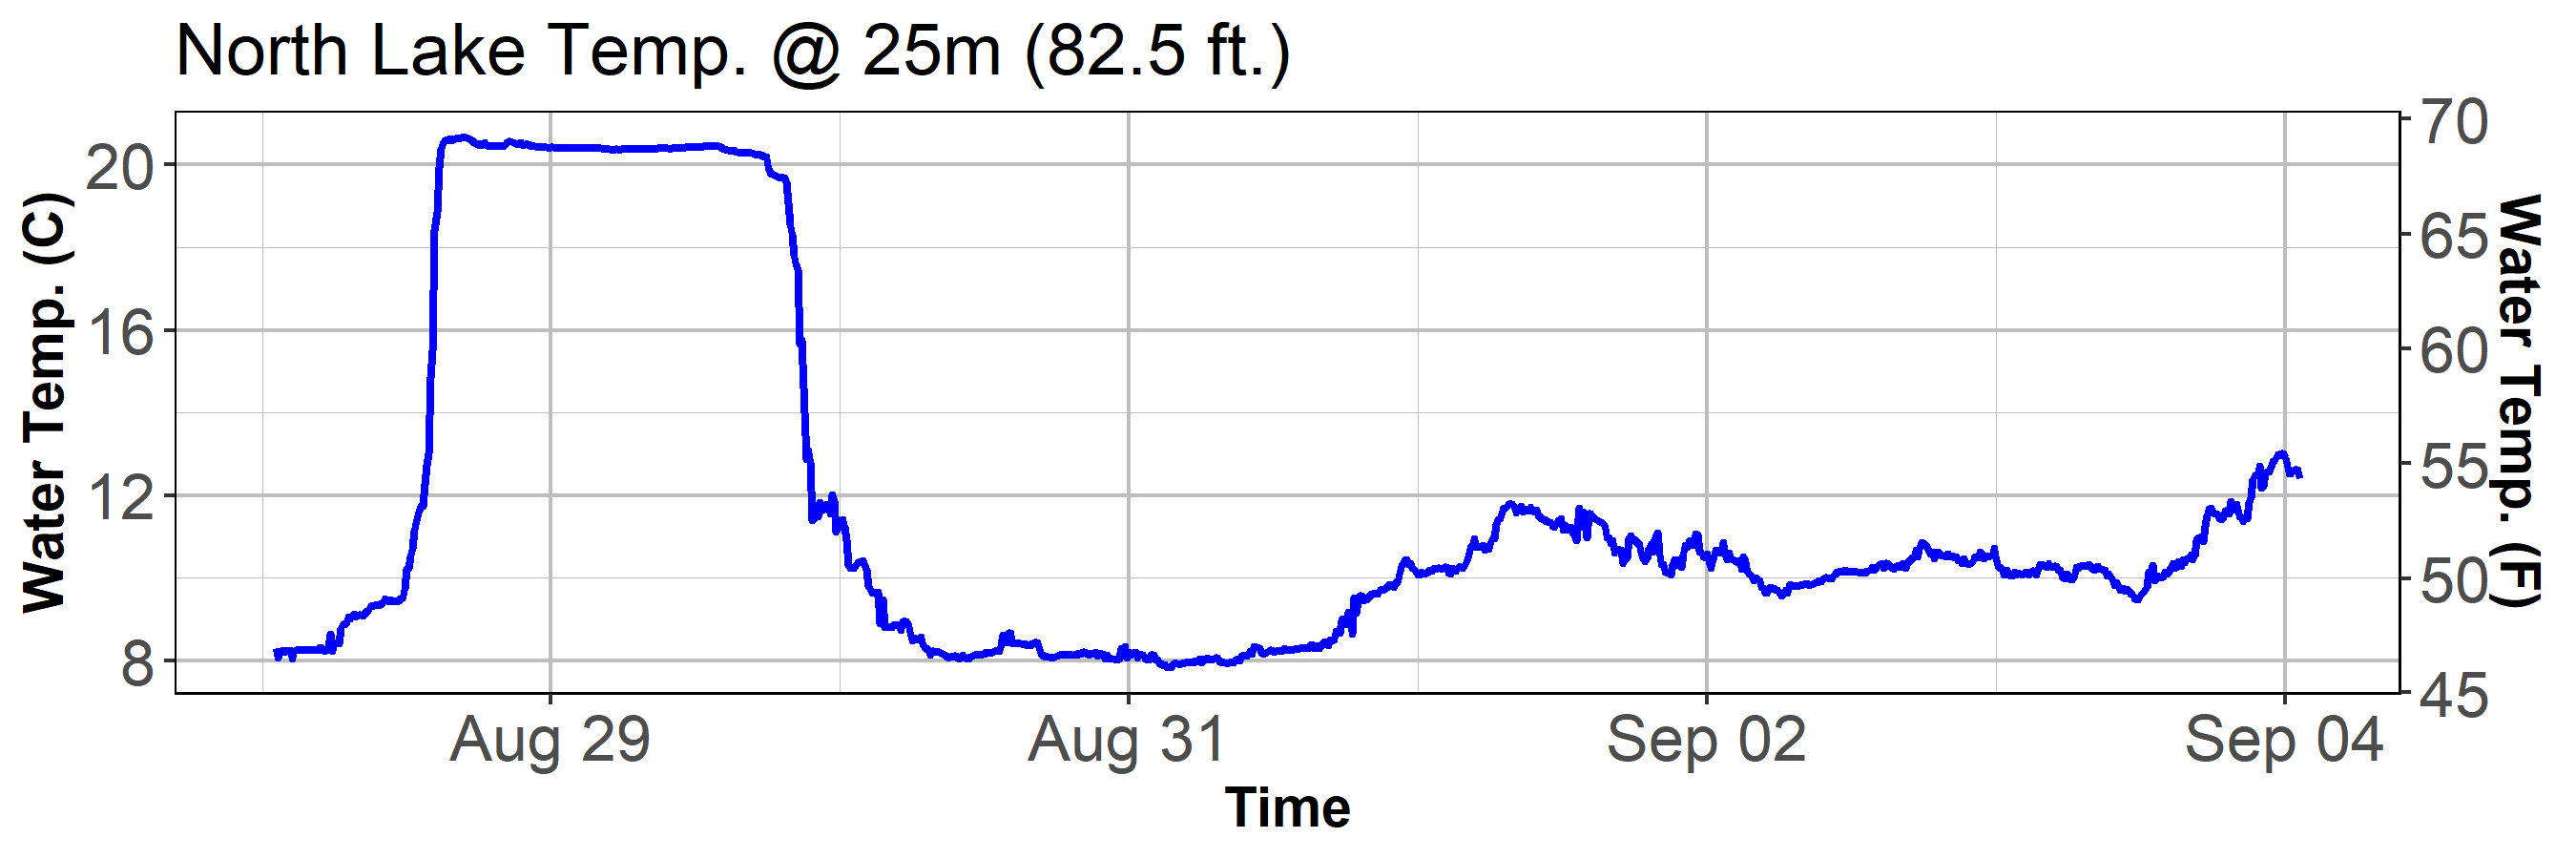 North Lake Temp. @ 25m (82.5 ft.)
Water Temp. (C)
20
16
12
8
70
65
60
55
50
45
Water Temp. (F)
Aug 29
Aug 31
Sep 02
Sep 04
Time